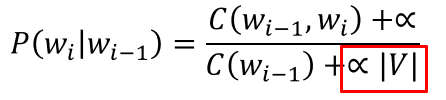 P(wᵢ|wᵢ₋₁) = C(wᵢ₋₁, wᵢ) +∝
C(wᵢ₋₁) +∝ |V|